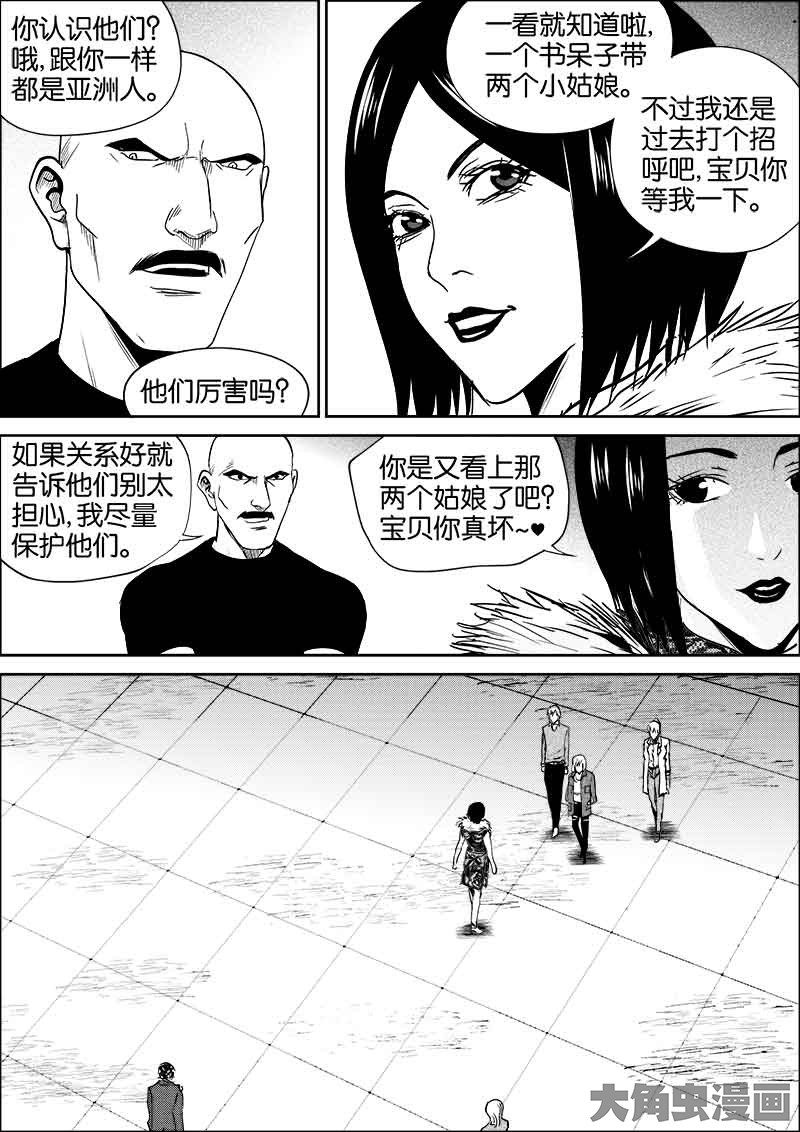 你认识他们？
哦，跟你一样
都是亚洲人。
他们厉害吗？
一看就知道啦，
一个书呆子带
两个小姑娘。
不过我还是
过去打个招
呼吧，宝贝你
等我一下。
如果关系好就
告诉他们别太
担心，我尽量
保护他们。
你是又看上那
两个姑娘了吧？
宝贝你真坏~♥
大角虫漫画